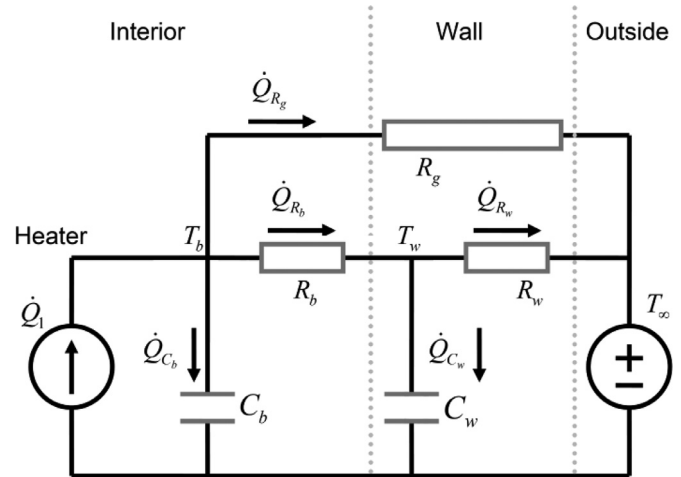 Interior Wall Outside
Q̇_{R_g}
R_g
Q̇_{R_b} Q̇_{R_w}
Heater T_b T_w
R_b R_w T_∞
Q̇_1
Q̇_{C_b} Q̇_{C_w}
C_b C_w
+
−